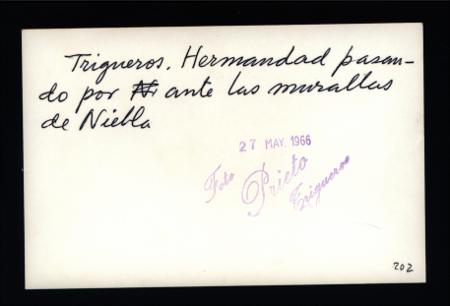 Trigueros. Hermandad pasan-
do por N. ante las murallas
de Niebla
27 MAY. 1966
Foto Prieto Trigueros
202